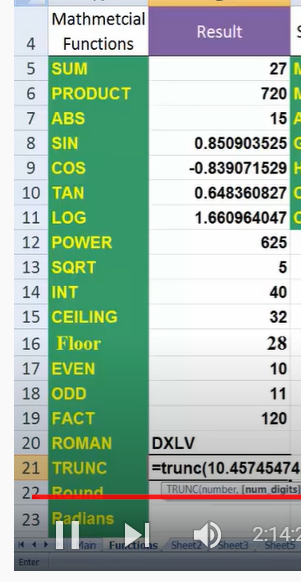 Mathmetcial
Functions
Result
4
5 SUM 27
6 PRODUCT 720
7 ABS 15
8 SIN 0.850903525
9 COS -0.839071529
10 TAN 0.648360827
11 LOG 1.660964047
12 POWER 625
13 SQRT 5
14 INT 40
15 CEILING 32
16 Floor 28
17 EVEN 10
18 ODD 11
19 FACT 120
20 ROMAN DXLV
21 TRUNC =trunc(10.45745474
22 Round TRUNC(number, [num_digits]
23 Radians
2:14:2
Functions Sheet2 Sheet3 Sheet5
Enter